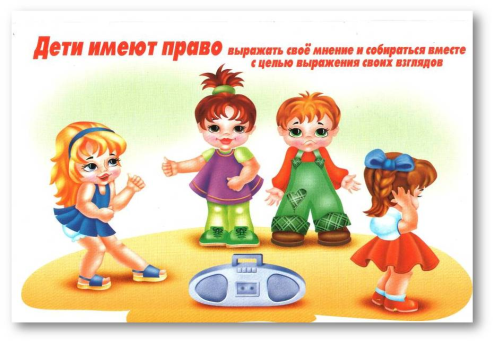 Дети имеют право выражать своё мнение и собираться вместе
с целью выражения своих взглядов